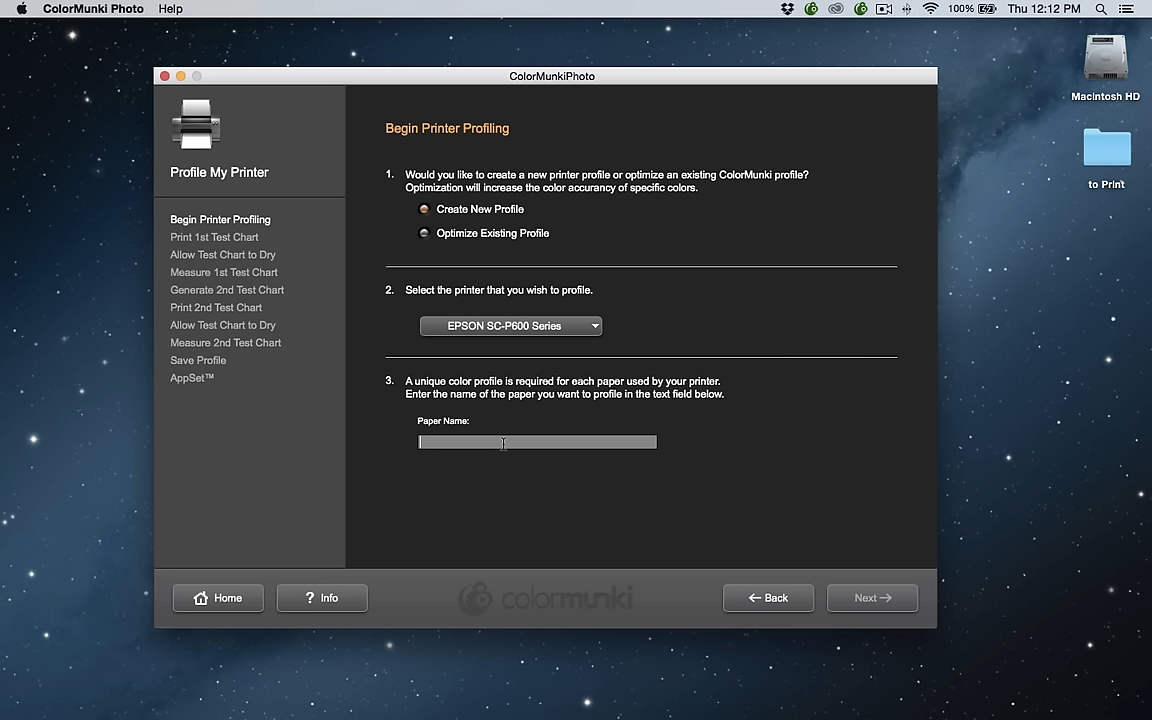 ColorMunki Photo Help
100% Thu 12:12 PM
Macintosh HD
to Print
ColorMunkiPhoto
Profile My Printer
Begin Printer Profiling
Print 1st Test Chart
Allow Test Chart to Dry
Measure 1st Test Chart
Generate 2nd Test Chart
Print 2nd Test Chart
Allow Test Chart to Dry
Measure 2nd Test Chart
Save Profile
AppSet™
Begin Printer Profiling
1. Would you like to create a new printer profile or optimize an existing ColorMunki profile?
Optimization will increase the color accurancy of specific colors.
Create New Profile
Optimize Existing Profile
2. Select the printer that you wish to profile.
EPSON SC-P600 Series
3. A unique color profile is required for each paper used by your printer.
Enter the name of the paper you want to profile in the text field below.
Paper Name:
Home
? Info
colormunki
← Back
Next →